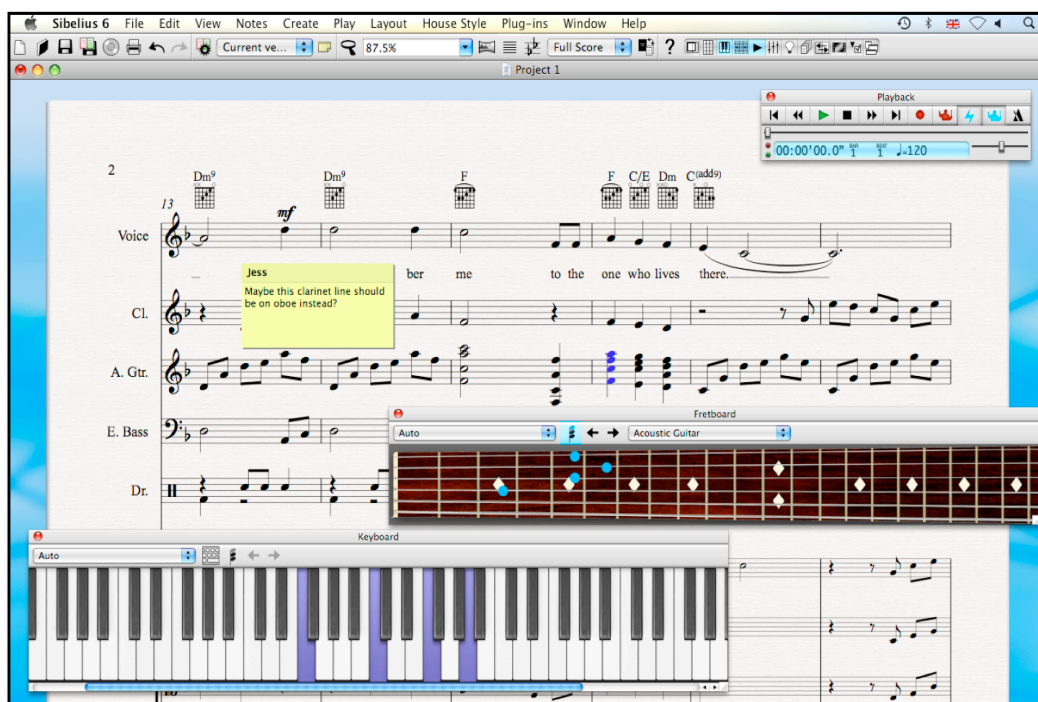 Sibelius 6 File Edit View Notes Create Play Layout House Style Plug-ins Window Help
Current ve... 87.5% Full Score ?
Project 1
Playback
00:00'00.0" BAR 1 BEAT 1 ♩=120
2
Dm9 Dm9 F F C/E Dm C(add9)
13
mf
Voice
ber me to the one who lives there.
Jess
Maybe this clarinet line should
be on oboe instead?
Cl.
A. Gtr.
E. Bass
Fretboard
Auto Acoustic Guitar
Dr.
Keyboard
Auto